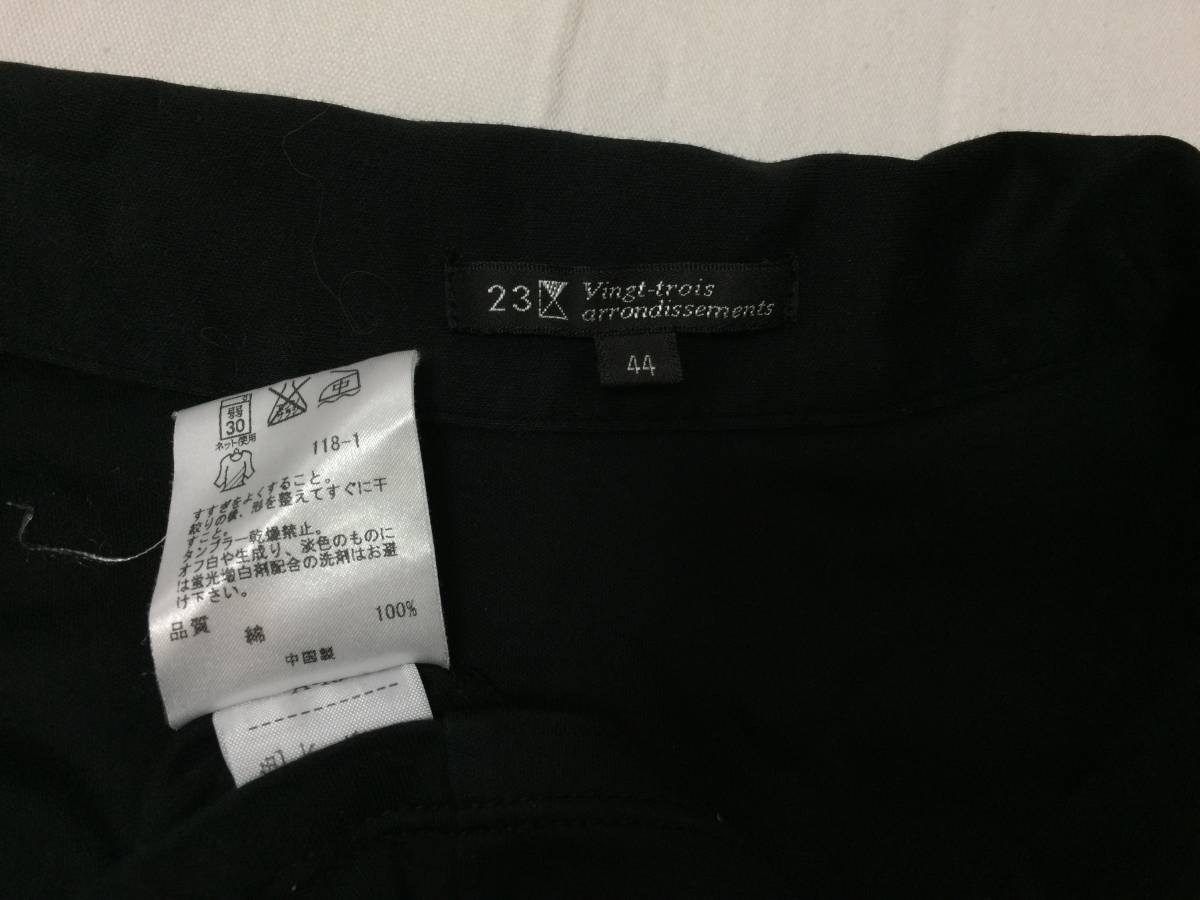 23区 Vingt-trois
arrondissements
44
弱
30
ネット使用
中
118-1
すすぎをよくすること。
絞りの後、形を整えてすぐに干
すこと。
タンブラー乾燥禁止。
オフ白や生成り、淡色のものに
は蛍光増白剤配合の洗剤はお避
け下さい。
品質 綿 100%
中国製